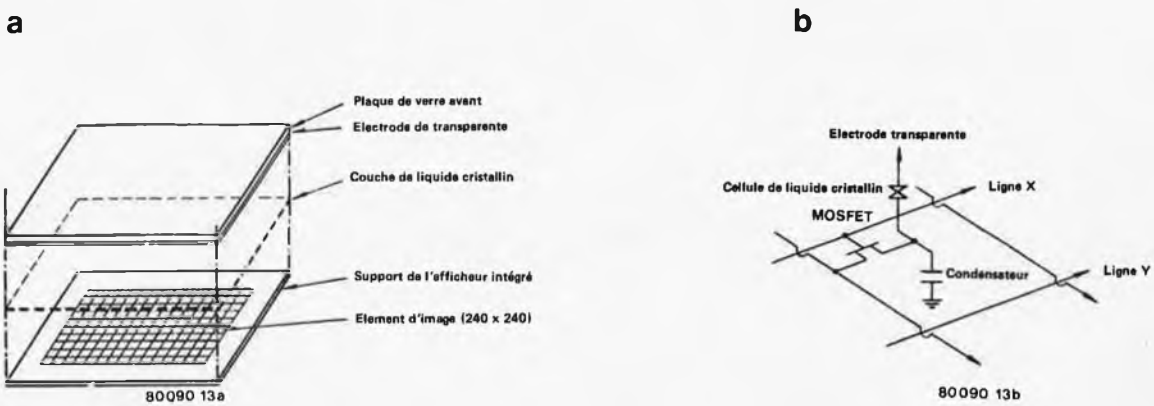 a
Plaque de verre avant
Electrode de transparente
Couche de liquide cristallin
Support de l'efficheur intégré
Element d'image (240 x 240)
80090 13a
b
Electrode transparente
Cellule de liquide cristallin
Ligne X
MOSFET
Condensateur
Ligne Y
80090 13b